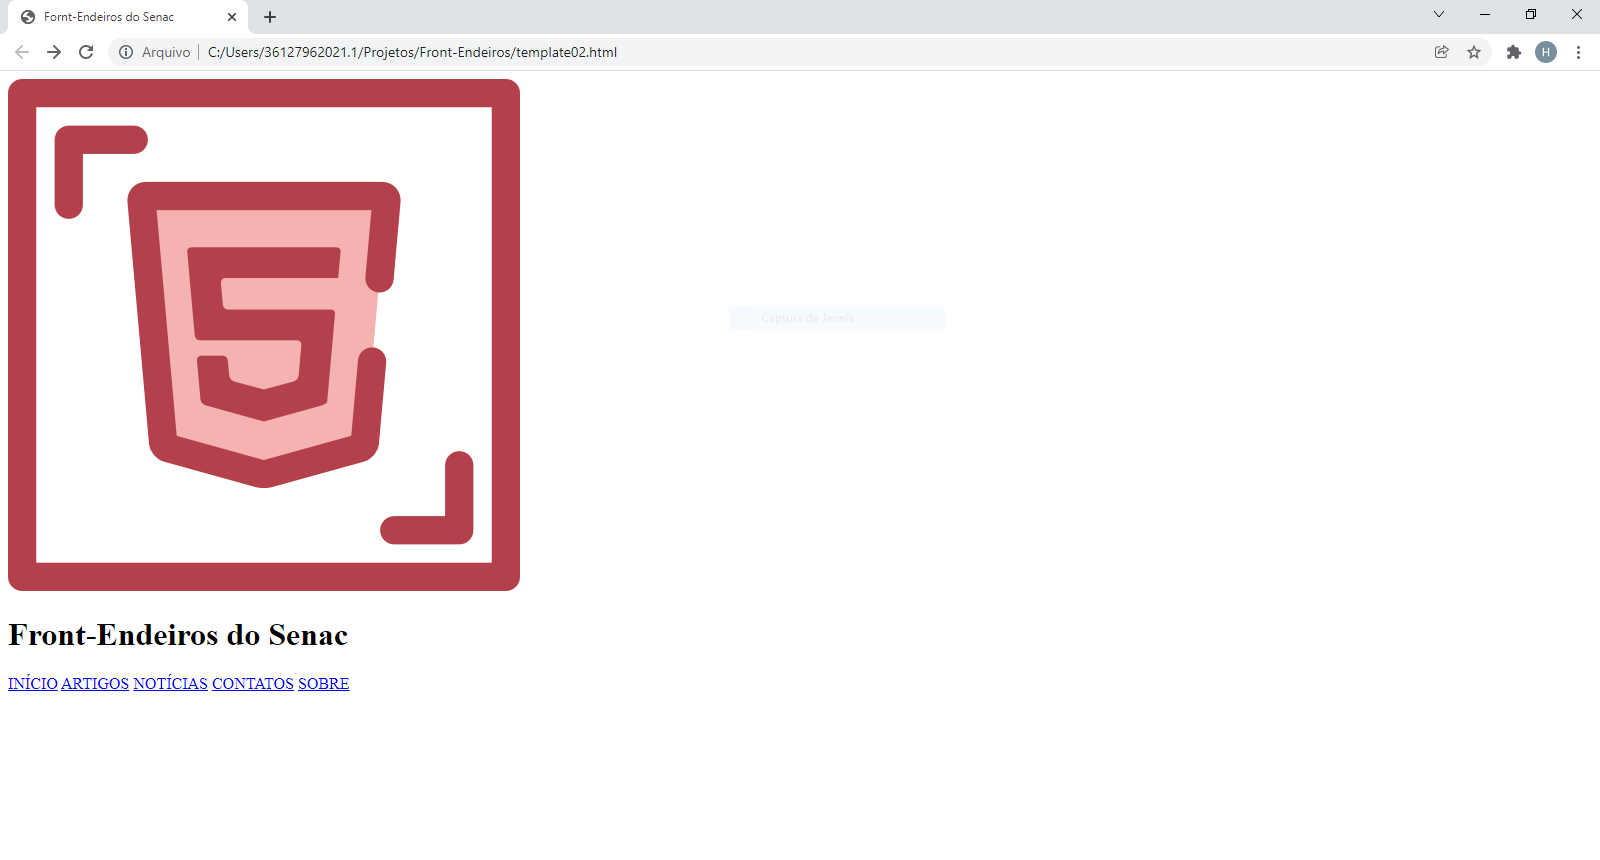 Fornt-Endeiros do Senac
Arquivo | C:/Users/36127962021.1/Projetos/Front-Endeiros/template02.html
H
5
Captura de Janela
Front-Endeiros do Senac
INÍCIO ARTIGOS NOTÍCIAS CONTATOS SOBRE